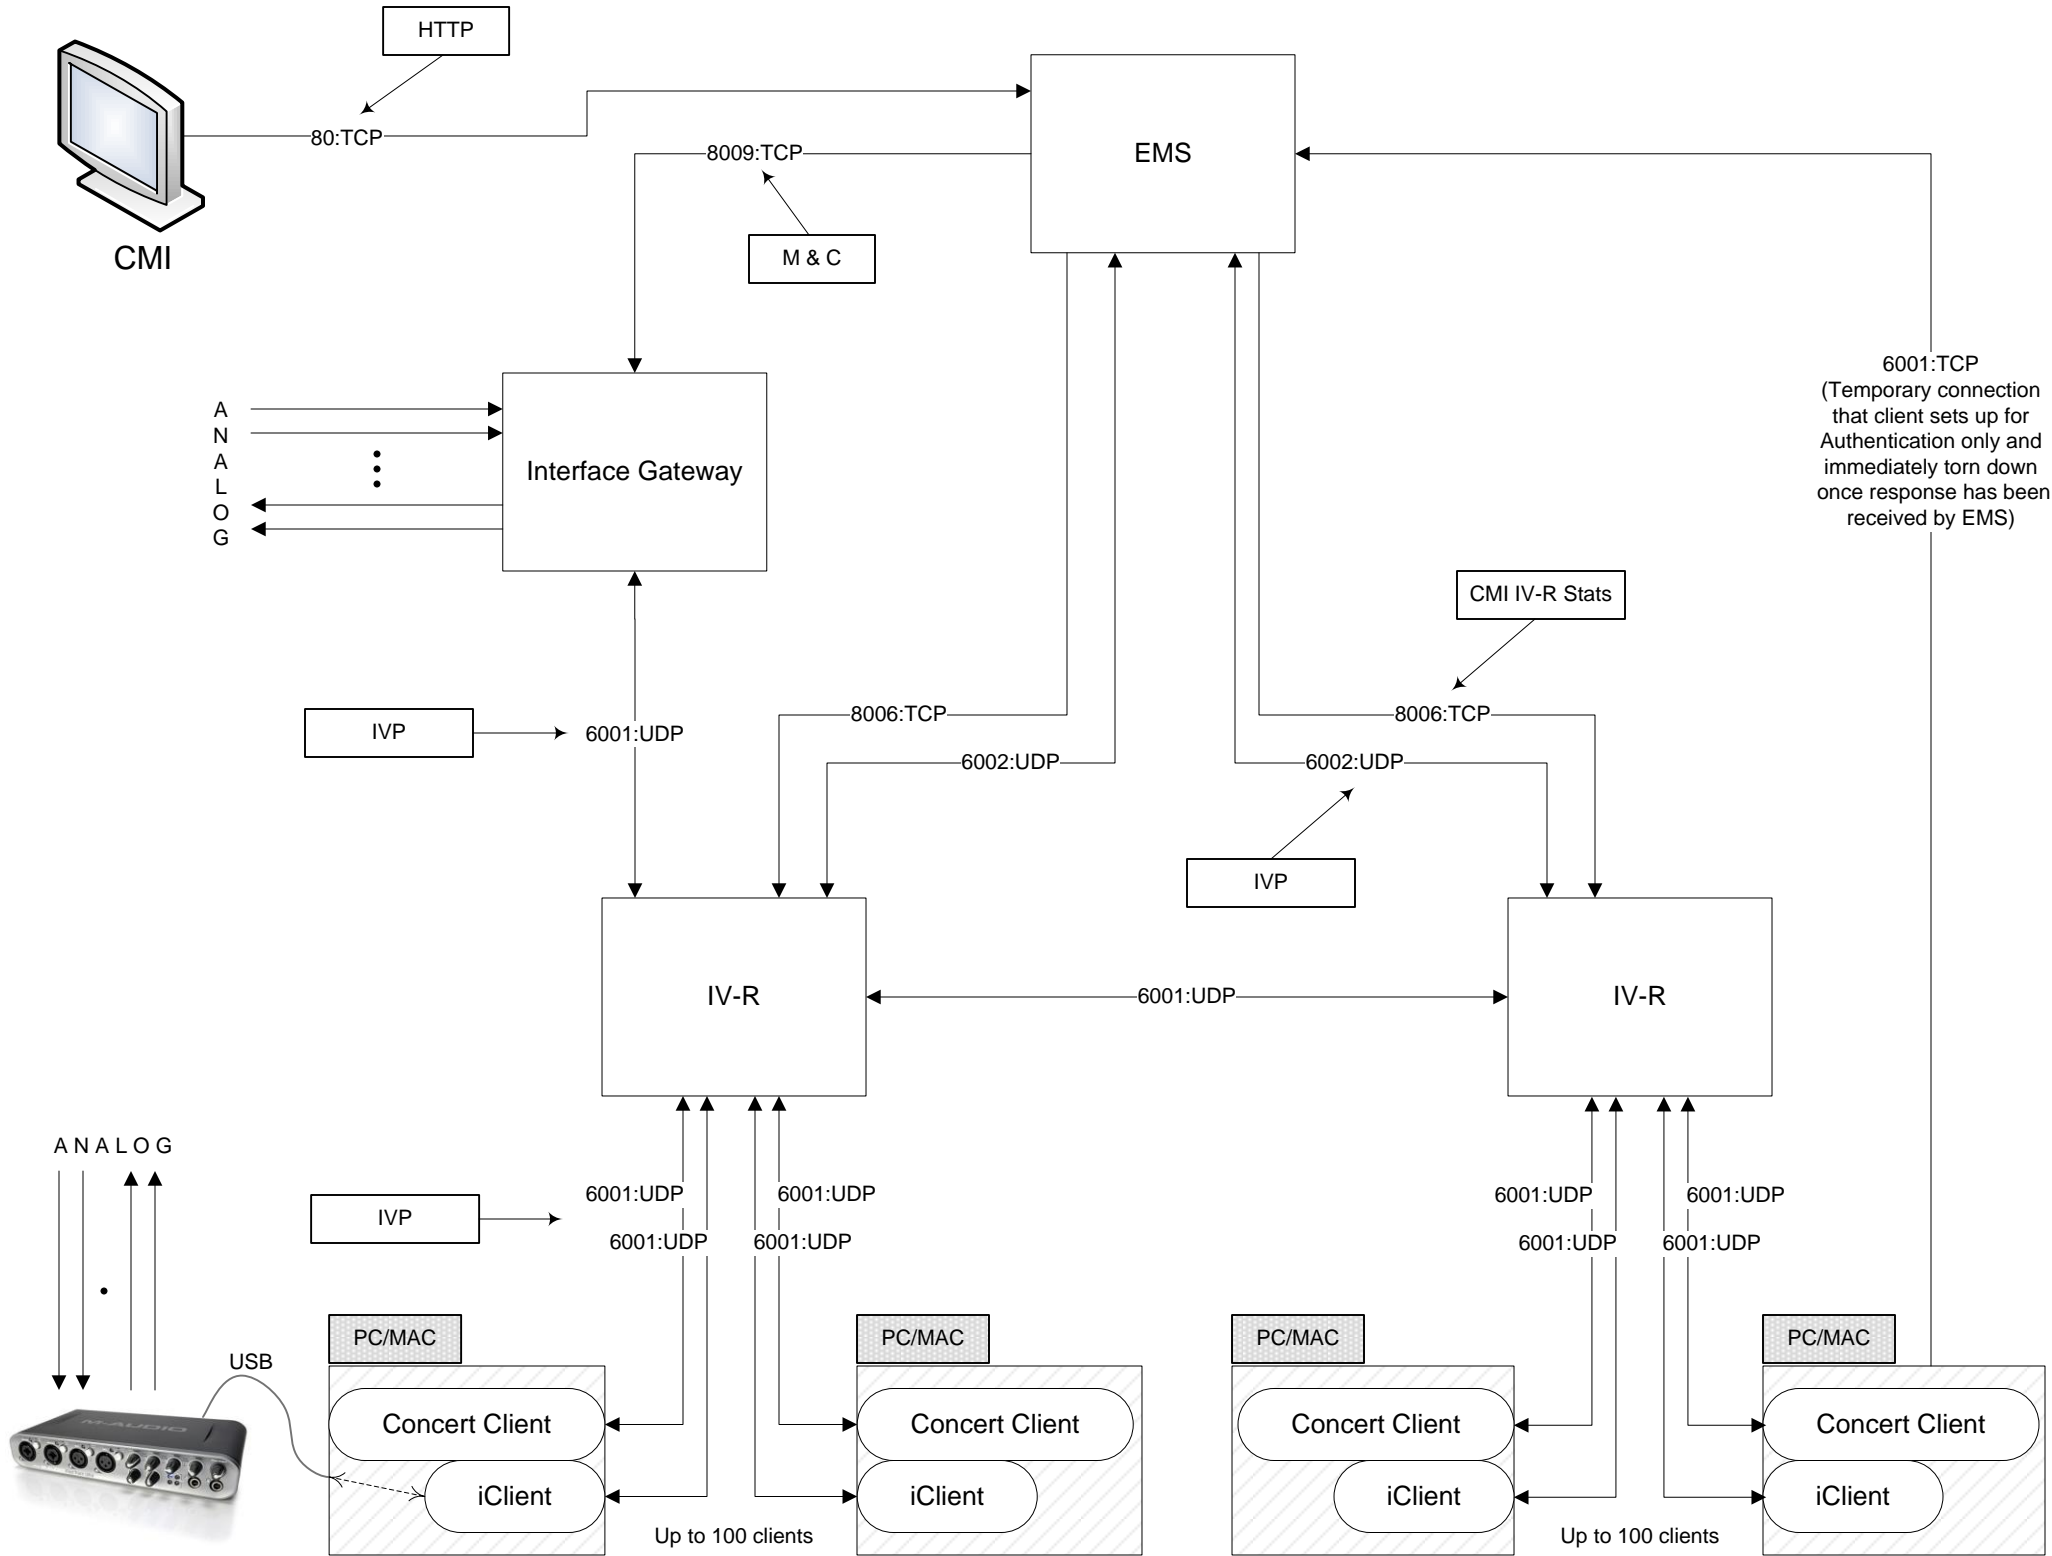 HTTP
80:TCP
CMI
8009:TCP
M & C
EMS
6001:TCP
(Temporary connection
that client sets up for
Authentication only and
immediately torn down
once response has been
received by EMS)
A
N
A
L
O
G
Interface Gateway
CMI IV-R Stats
IVP
6001:UDP
8006:TCP
8006:TCP
6002:UDP
6002:UDP
IVP
IV-R
6001:UDP
IV-R
A N A L O G
IVP
6001:UDP
6001:UDP
6001:UDP
6001:UDP
6001:UDP
6001:UDP
6001:UDP
6001:UDP
USB
M-AUDIO
PC/MAC
Concert Client
iClient
Up to 100 clients
PC/MAC
Concert Client
iClient
PC/MAC
Concert Client
iClient
Up to 100 clients
PC/MAC
Concert Client
iClient